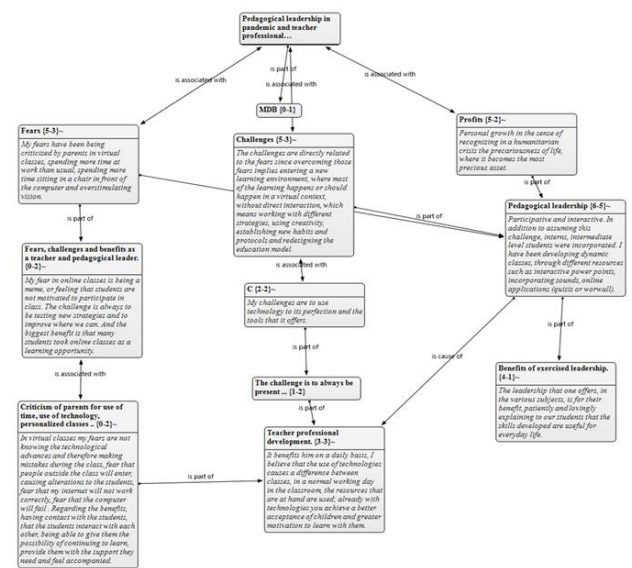 Pedagogical leadership in
pandemic and teacher
professional...
is part of
is associated with
is associated with
is associated with
MDB {0-1}
Fears {5-3}~
My fears have been being
criticized by parents in virtual
classes, spending more time at
work than usual, spending more
time sitting in a chair in front of
the computer and overstimulating
vision.
Challenges {5-3}~
The challenges are directly
related to the fears since overcoming those
fears implies entering a new
learning environment, where most
of the learning happens or should
happen in a virtual context,
without direct interaction, which
means working with different
strategies, using creativity,
establishing new habits and
protocols and redesigning the
education model.
Profits {5-2}~
Personal growth in the sense of
recognizing in a humanitarian
crisis the precariousness of life,
where it becomes the most
precious asset.
is part of
is part of
is part of
Pedagogical leadership {6-5}~
Participative and interactive. In
addition to assuming this
challenge, interns, intermediate
level students were incorporated. I
have been developing dynamic
classes, through different resources
such as interactive power points,
incorporating sounds, online
applications (quisis or worwall).
Fears, challenges and benefits as
a teacher and pedagogical leader.
{0-2}~
My fear in online classes is being a
meme, or feeling that students are
not motivated to participate in
class. The challenge is always to
be testing new strategies and to
improve where we can. And the
biggest benefit is that many
students took online classes as a
learning opportunity.
is associated with
C {2-2}~
My challenges are to use
technology to its perfection and the
tools that it offers.
is part of
is part of
is cause of
is associated with
The challenge is to always be
present ... {1-2}
is part of
Benefits of exercised leadership.
{4-1}~
The leadership that one offers, in
the various subjects, is for their
benefit, patiently and lovingly
explaining to our students that the
skills developed are useful for
everyday life.
Criticism of parents for use of
time, use of technology,
personalized classes .. {0-2}~
In virtual classes my fears are not
knowing the technological
advances and therefore making
mistakes during the class, fear that
people outside the class will enter,
causing alterations to the students,
fear that my internet will not work
correctly, fear that the computer
will fail . Regarding the benefits,
having contact with the students,
that the students interact with each
other, being able to give them the
possibility of continuing to learn,
provide them with the support they
need and feel accompanied.
is part of
Teacher professional
development. {3-3}~
It benefits him on a daily basis, I
believe that the use of technologies
causes a difference between
classes, in a normal working day
in the classroom, the resources that
are at hand are used; already with
technologies you achieve a better
acceptance of children and greater
motivation to learn with them.